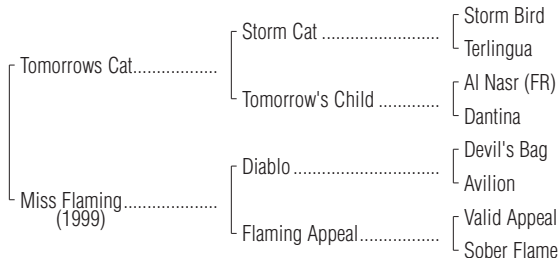 Storm Bird
Storm Cat
Terlingua
Tomorrows Cat
Al Nasr (FR)
Tomorrow's Child
Dantina
Devil's Bag
Diablo
Avilion
Miss Flaming
(1999)
Valid Appeal
Flaming Appeal
Sober Flame